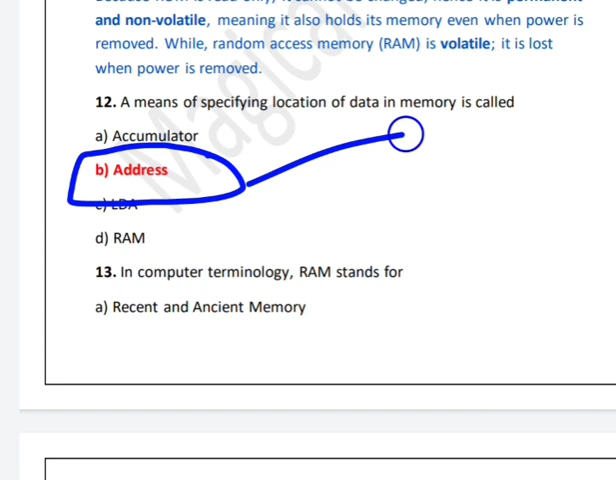 and non-volatile, meaning it also holds its memory even when power is
removed. While, random access memory (RAM) is volatile; it is lost
when power is removed.
12. A means of specifying location of data in memory is called
a) Accumulator
b) Address
c) LDA
d) RAM
13. In computer terminology, RAM stands for
a) Recent and Ancient Memory
Magical